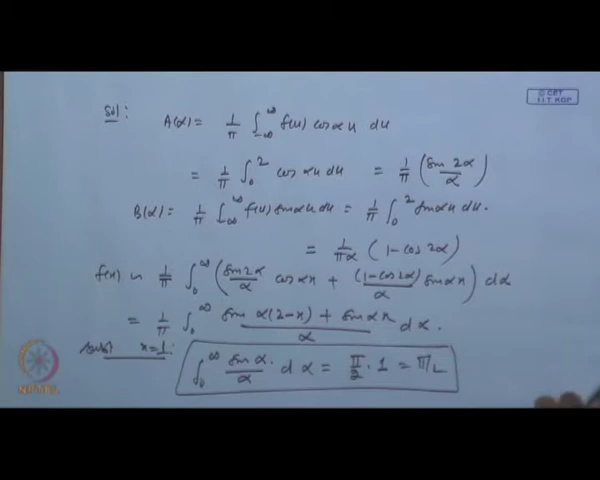 © CET
I.I.T. KGP
Sol:
A(α) = 1/π ∫_{-∞}^{∞} f(u) cos αu du
= 1/π ∫_0^2 cos αu du = 1/π (sin 2α / α)
B(α) = 1/π ∫_{-∞}^{∞} f(u) sin αu du = 1/π ∫_0^2 sin αu du.
= 1/πα (1 - cos 2α)
f(x) ~ 1/π ∫_0^∞ (sin 2α / α cos αx + (1 - cos 2α) / α sin αx) dα
= 1/π ∫_0^∞ (sin α(2-x) + sin αx) / α dα.
x=1:
∫_0^∞ sin α / α · dα = π/2 · 1 = π/2
NPTEL